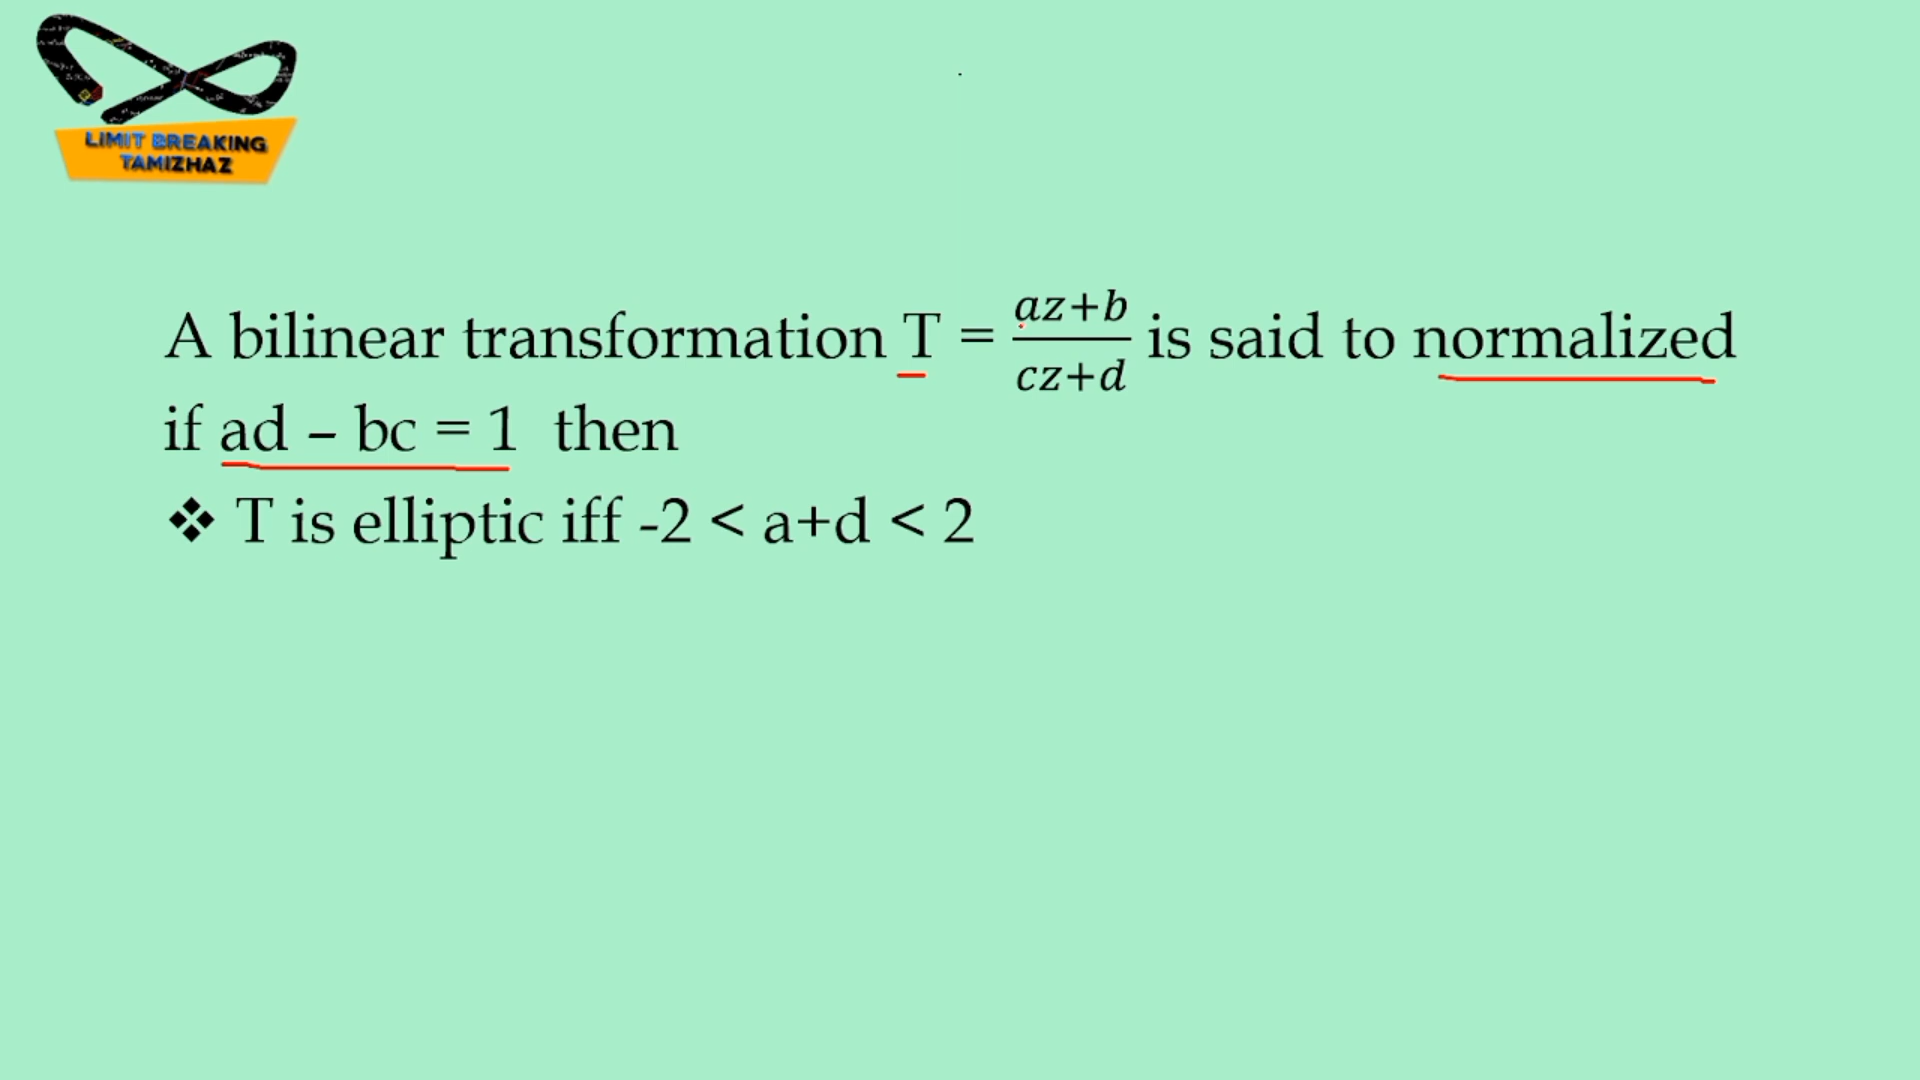 LIMIT BREAKING
TAMIZHAZ
A bilinear transformation T = \frac{az+b}{cz+d} is said to normalized
if ad – bc = 1 then
❖ T is elliptic iff -2 < a+d < 2